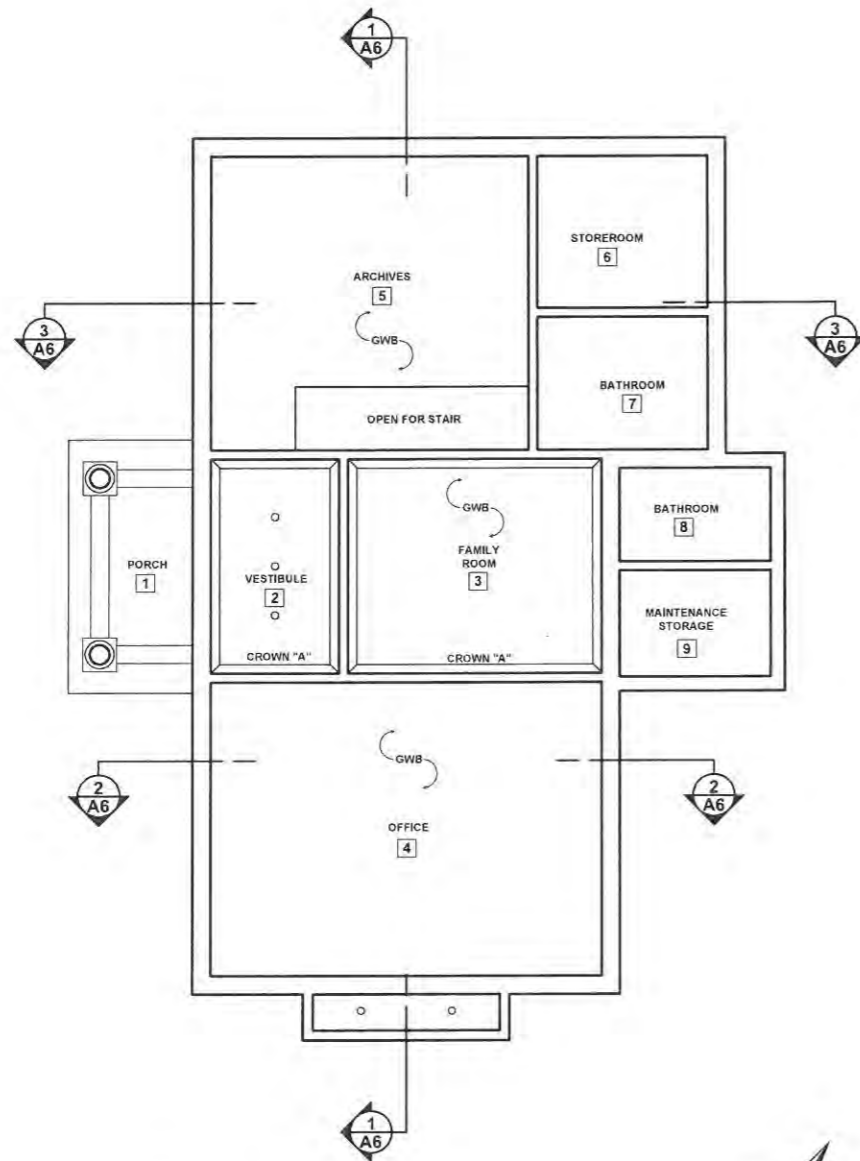 1
A6
STOREROOM
6
ARCHIVES
5
GWB
3
A6
3
A6
BATHROOM
7
OPEN FOR STAIR
GWB
BATHROOM
8
FAMILY
ROOM
3
PORCH
1
VESTIBULE
2
MAINTENANCE
STORAGE
9
CROWN "A"
CROWN "A"
GWB
2
A6
2
A6
OFFICE
4
1
A6